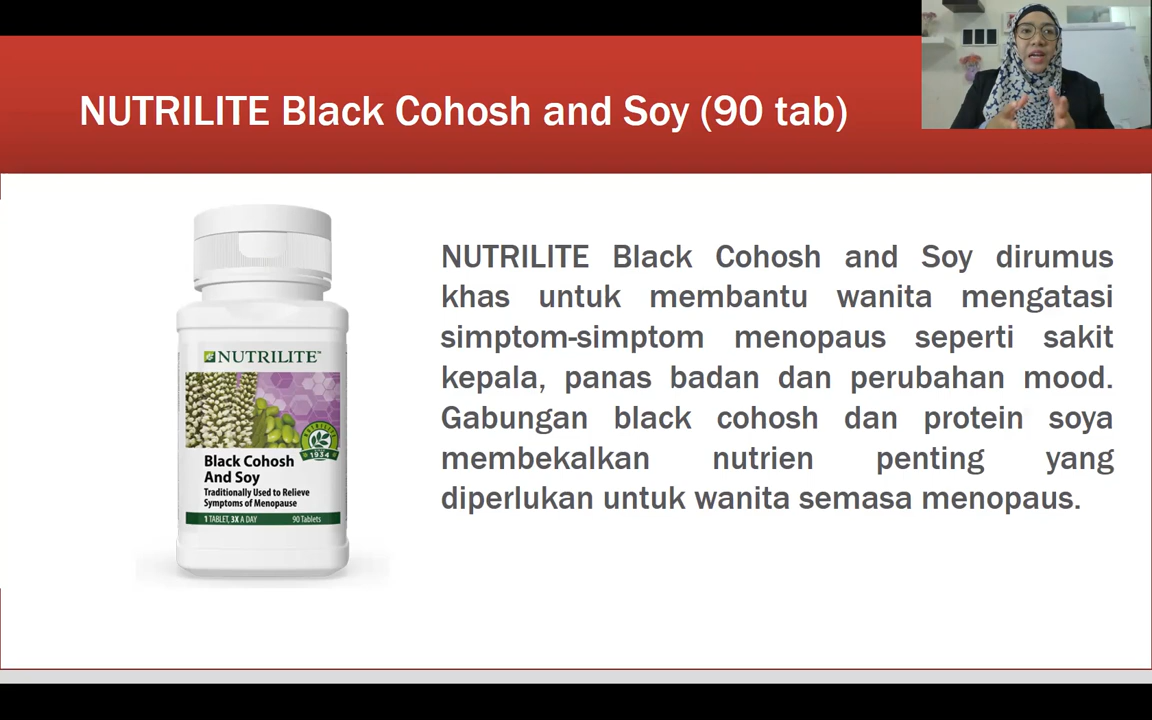 NUTRILITE Black Cohosh and Soy (90 tab)
NUTRILITE Black Cohosh and Soy dirumus
khas untuk membantu wanita mengatasi
simptom-simptom menopaus seperti sakit
kepala, panas badan dan perubahan mood.
Gabungan black cohosh dan protein soya
membekalkan nutrien penting yang
diperlukan untuk wanita semasa menopaus.
NUTRILITE™
NUTRILITE
1934
Black Cohosh
And Soy
Traditionally Used to Relieve
Symptoms of Menopause
1 TABLET, 3X A DAY 90 Tablets